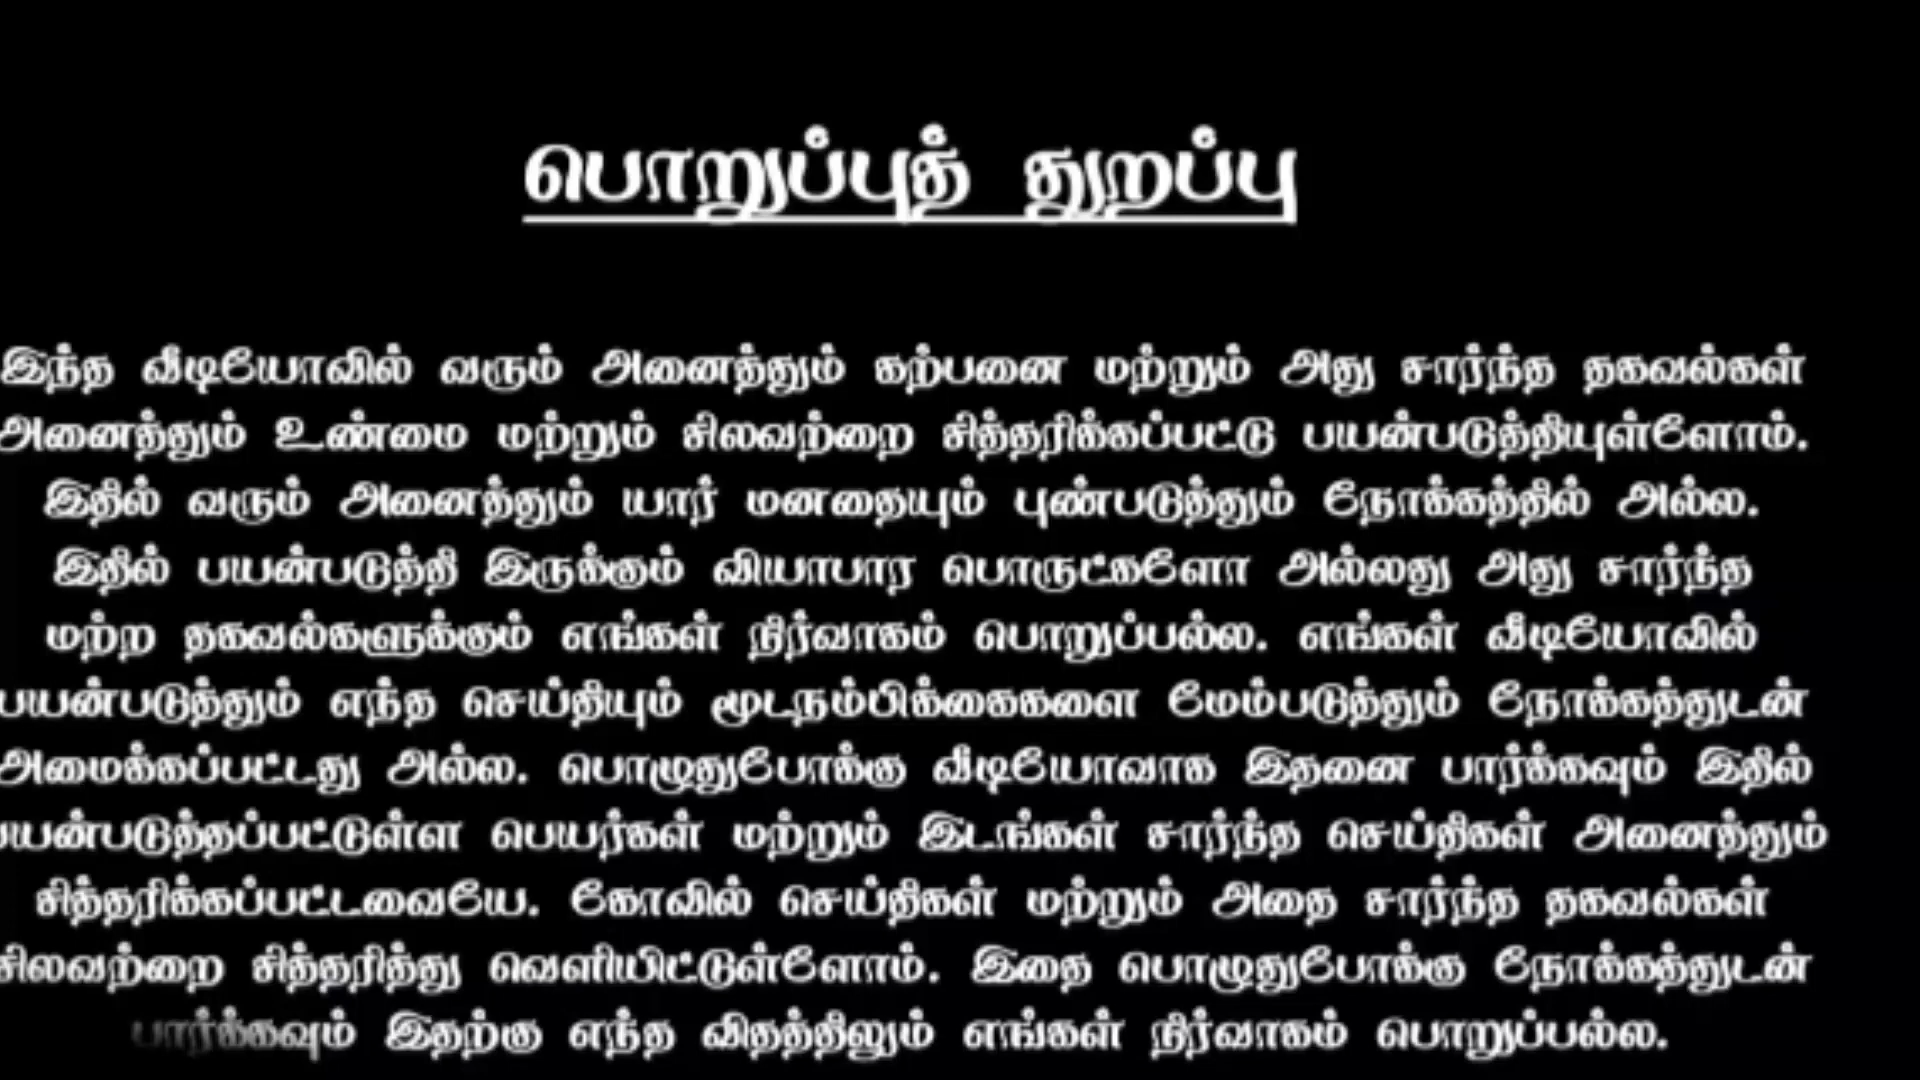 பொறுப்புத் துறப்பு
இந்த வீடியோவில் வரும் அனைத்தும் கற்பனை மற்றும் அது சார்ந்த தகவல்கள்
அனைத்தும் உண்மை மற்றும் சிலவற்றை சித்தரிக்கப்பட்டு பயன்படுத்தியுள்ளோம்.
இதில் வரும் அனைத்தும் யார் மனதையும் புண்படுத்தும் நோக்கத்தில் அல்ல.
இதில் பயன்படுத்தி இருக்கும் வியாபார பொருட்களோ அல்லது அது சார்ந்த
மற்ற தகவல்களுக்கும் எங்கள் நிர்வாகம் பொறுப்பல்ல. எங்கள் வீடியோவில்
பயன்படுத்தும் எந்த செய்தியும் மூடநம்பிக்கைகளை மேம்படுத்தும் நோக்கத்துடன்
அமைக்கப்பட்டது அல்ல. பொழுதுபோக்கு வீடியோவாக இதனை பார்க்கவும் இதில்
பயன்படுத்தப்பட்டுள்ள பெயர்கள் மற்றும் இடங்கள் சார்ந்த செய்திகள் அனைத்தும்
சித்தரிக்கப்பட்டவையே. கோவில் செய்திகள் மற்றும் அதை சார்ந்த தகவல்கள்
சிலவற்றை சித்தரித்து வெளியிட்டுள்ளோம். இதை பொழுதுபோக்கு நோக்கத்துடன்
பார்க்கவும் இதற்கு எந்த விதத்திலும் எங்கள் நிர்வாகம் பொறுப்பல்ல.